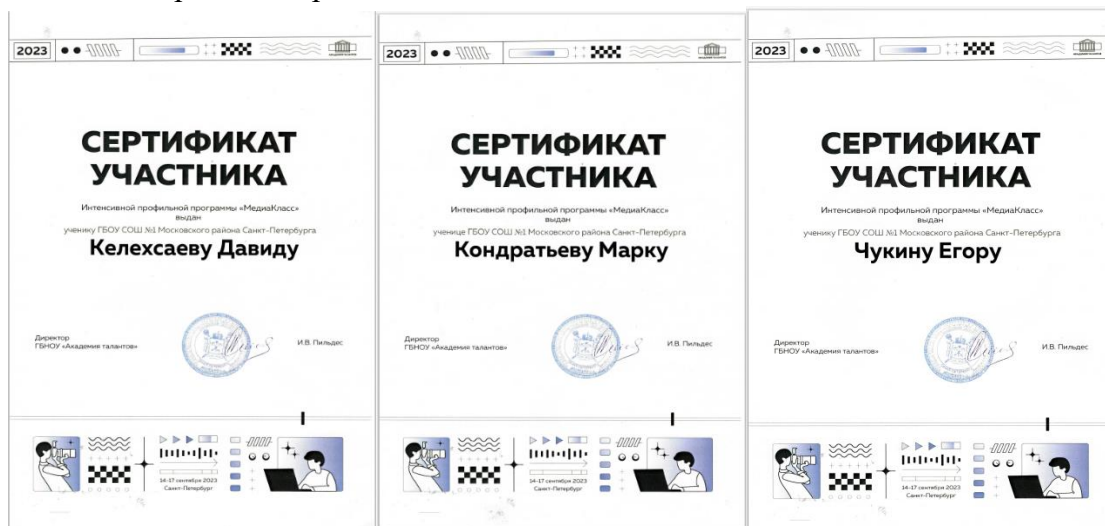 2023
СЕРТИФИКАТ
УЧАСТНИКА
Интенсивной профильной программы «МедиаКласс»
выдан
ученику ГБОУ СОШ №1 Московского района Санкт-Петербурга
Келехсаеву Давиду
Директор
ГБНОУ «Академия талантов»
И.В. Пильдес
14-17 сентября 2023
Санкт-Петербург
2023
СЕРТИФИКАТ
УЧАСТНИКА
Интенсивной профильной программы «МедиаКласс»
выдан
ученице ГБОУ СОШ №1 Московского района Санкт-Петербурга
Кондратьеву Марку
Директор
ГБНОУ «Академия талантов»
И.В. Пильдес
14-17 сентября 2023
Санкт-Петербург
2023
СЕРТИФИКАТ
УЧАСТНИКА
Интенсивной профильной программы «МедиаКласс»
выдан
ученику ГБОУ СОШ №1 Московского района Санкт-Петербурга
Чукину Егору
Директор
ГБНОУ «Академия талантов»
И.В. Пильдес
14-17 сентября 2023
Санкт-Петербург